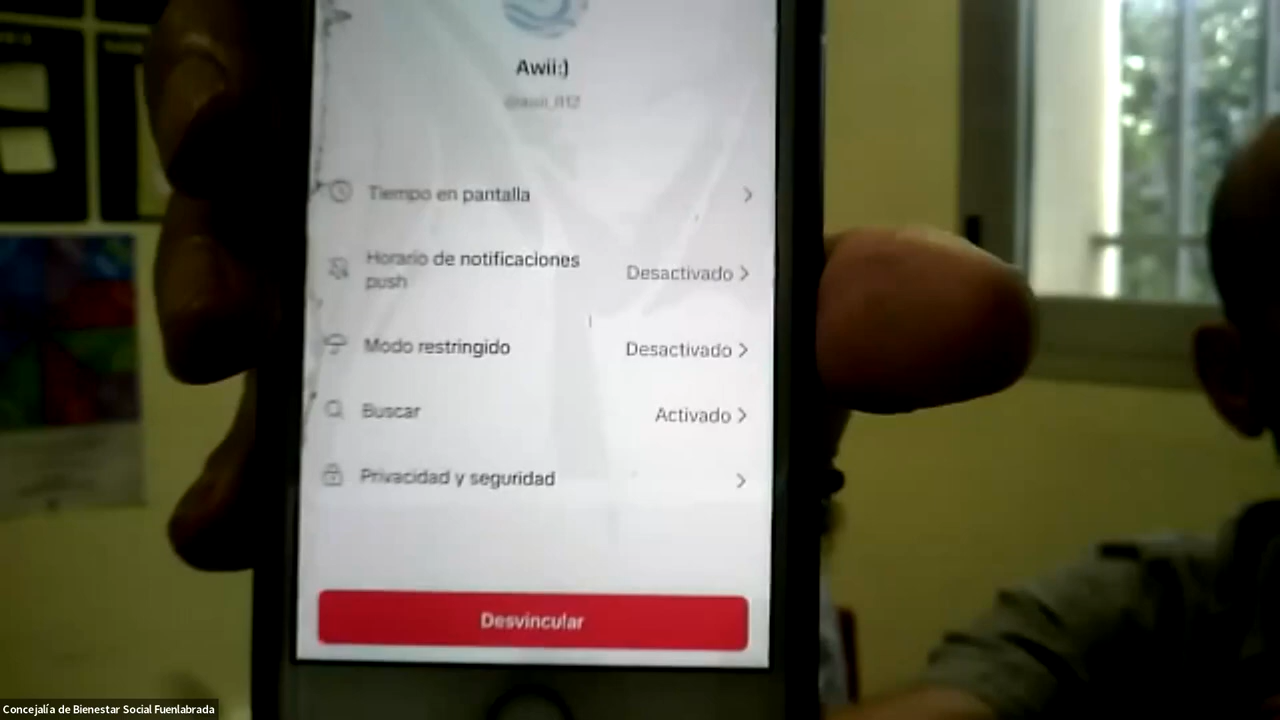 Awii:)
Tiempo en pantalla
Horario de notificaciones
push
Desactivado
Modo restringido
Desactivado
Buscar
Activado
Privacidad y seguridad
Desvincular
Concejalía de Bienestar Social Fuenlabrada